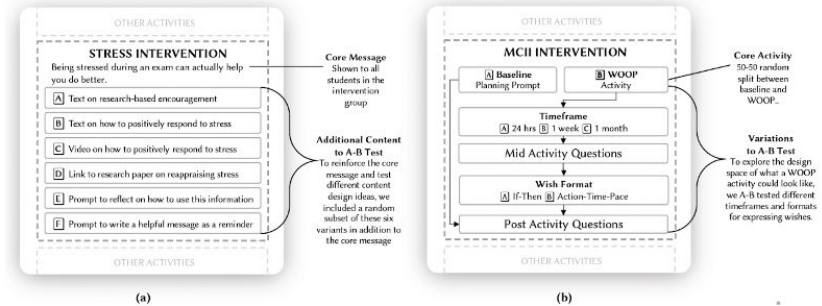 OTHER ACTIVITIES
STRESS INTERVENTION
Being stressed during an exam can actually help
you do better.
A Text on research-based encouragement
B Text on how to positively respond to stress
C Video on how to positively respond to stress
D Link to research paper on reappraising stress
E Prompt to reflect on how to use this information
F Prompt to write a helpful message as a reminder
OTHER ACTIVITIES
Core Message
Shown to all
students in the
intervention
group
Additional Content
to A-B Test
To reinforce the core
message and test
different content
design ideas, we
included a random
subset of these six
variants in addition to
the core message
(a)
OTHER ACTIVITIES
MCII INTERVENTION
A Baseline
Planning Prompt
B WOOP
Activity
Timeframe
A 24 hrs B 1 week C 1 month
Mid Activity Questions
Wish Format
A If-Then B Action-Time-Pace
Post Activity Questions
OTHER ACTIVITIES
Core Activity
50-50 random
split between
baseline and
WOOP..
Variations
to A-B Test
To explore the design
space of what a WOOP
activity could look like,
we A-B tested different
timeframes and formats
for expressing wishes.
(b)